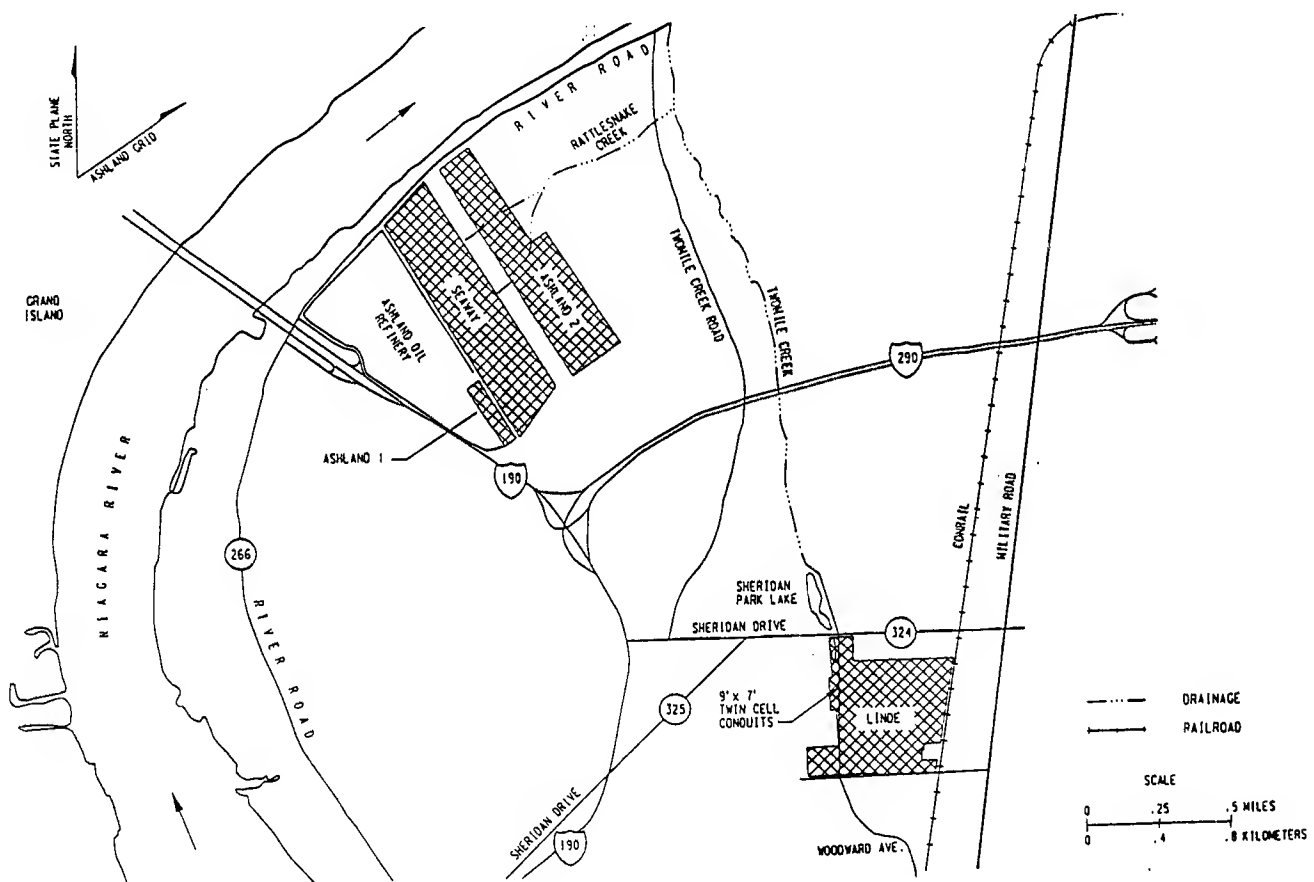 STATE PLANE
NORTH
ASHLAND GRID
RIVER ROAD
RATTLESNAKE
CREEK
GRAND
ISLAND
SEAWAY
ASHLAND 2
ASHLAND OIL
REFINERY
TWOMILE CREEK ROAD
TWOMILE CREEK
290
ASHLAND 1
190
NIAGARA RIVER
CONRAIL
MILITARY ROAD
266
RIVER ROAD
SHERIDAN
PARK LAKE
SHERIDAN DRIVE
324
9' x 7'
TWIN CELL
CONDUITS
LINDE
325
SHERIDAN DRIVE
190
WOODWARD AVE.
DRAINAGE
RAILROAD
SCALE
0 .25 .5 MILES
0 .4 .8 KILOMETERS